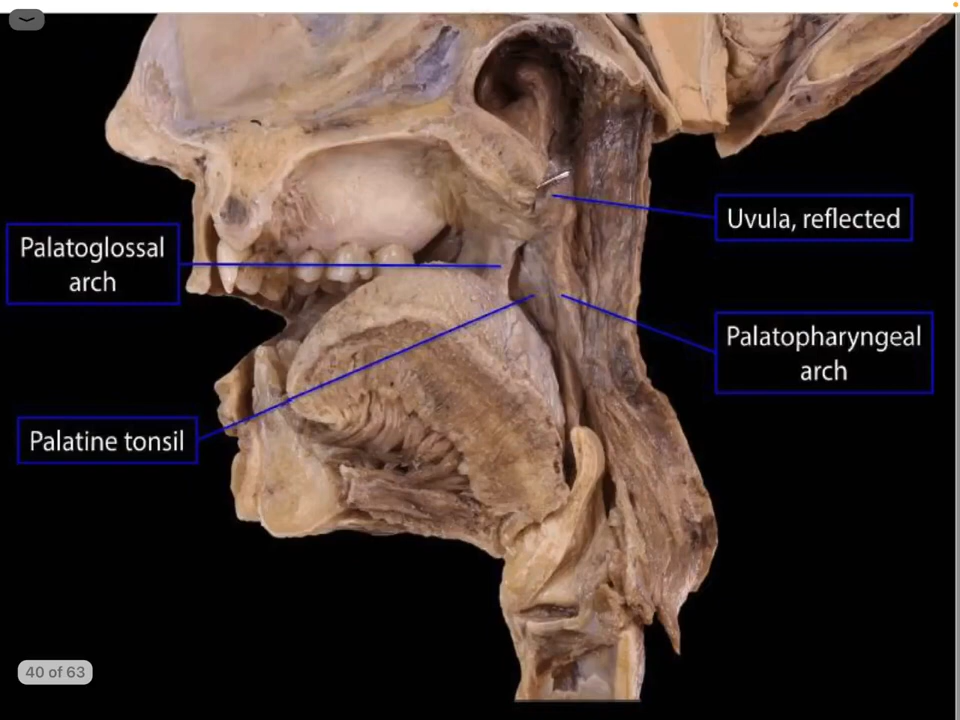 Uvula, reflected
Palatoglossal
arch
Palatopharyngeal
arch
Palatine tonsil
40 of 63